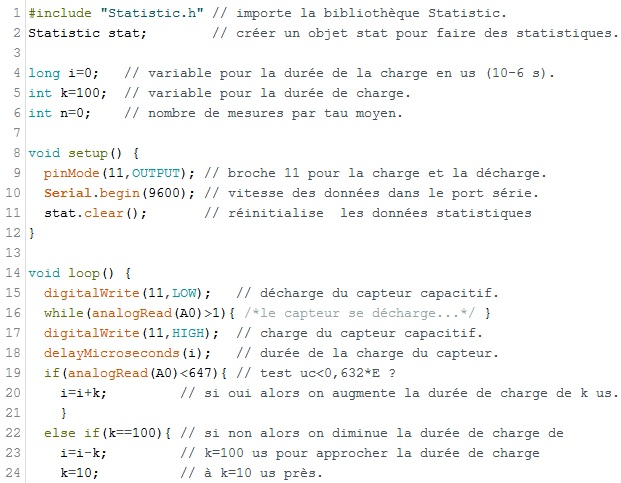 1 #include "Statistic.h" // importe la bibliothèque Statistic.
2 Statistic stat;        // créer un objet stat pour faire des statistiques.
3
4 long i=0;   // variable pour la durée de la charge en us (10-6 s).
5 int k=100;  // variable pour la durée de charge.
6 int n=0;    // nombre de mesures par tau moyen.
7
8 void setup() {
9   pinMode(11,OUTPUT); // broche 11 pour la charge et la décharge.
10   Serial.begin(9600); // vitesse des données dans le port série.
11   stat.clear();       // réinitialise  les données statistiques
12 }
13
14 void loop() {
15   digitalWrite(11,LOW);   // décharge du capteur capacitif.
16   while(analogRead(A0)>1){ /*le capteur se décharge...*/ }
17   digitalWrite(11,HIGH);  // charge du capteur capacitif.
18   delayMicroseconds(i);   // durée de la charge du capteur.
19   if(analogRead(A0)<647){ // test uc<0,632*E ?
20     i=i+k;         // si oui alors on augmente la durée de charge de k us.
21     }
22   else if(k==100){ // si non alors on diminue la durée de charge de
23     i=i-k;         // k=100 us pour approcher la durée de charge
24     k=10;          // à k=10 us près.